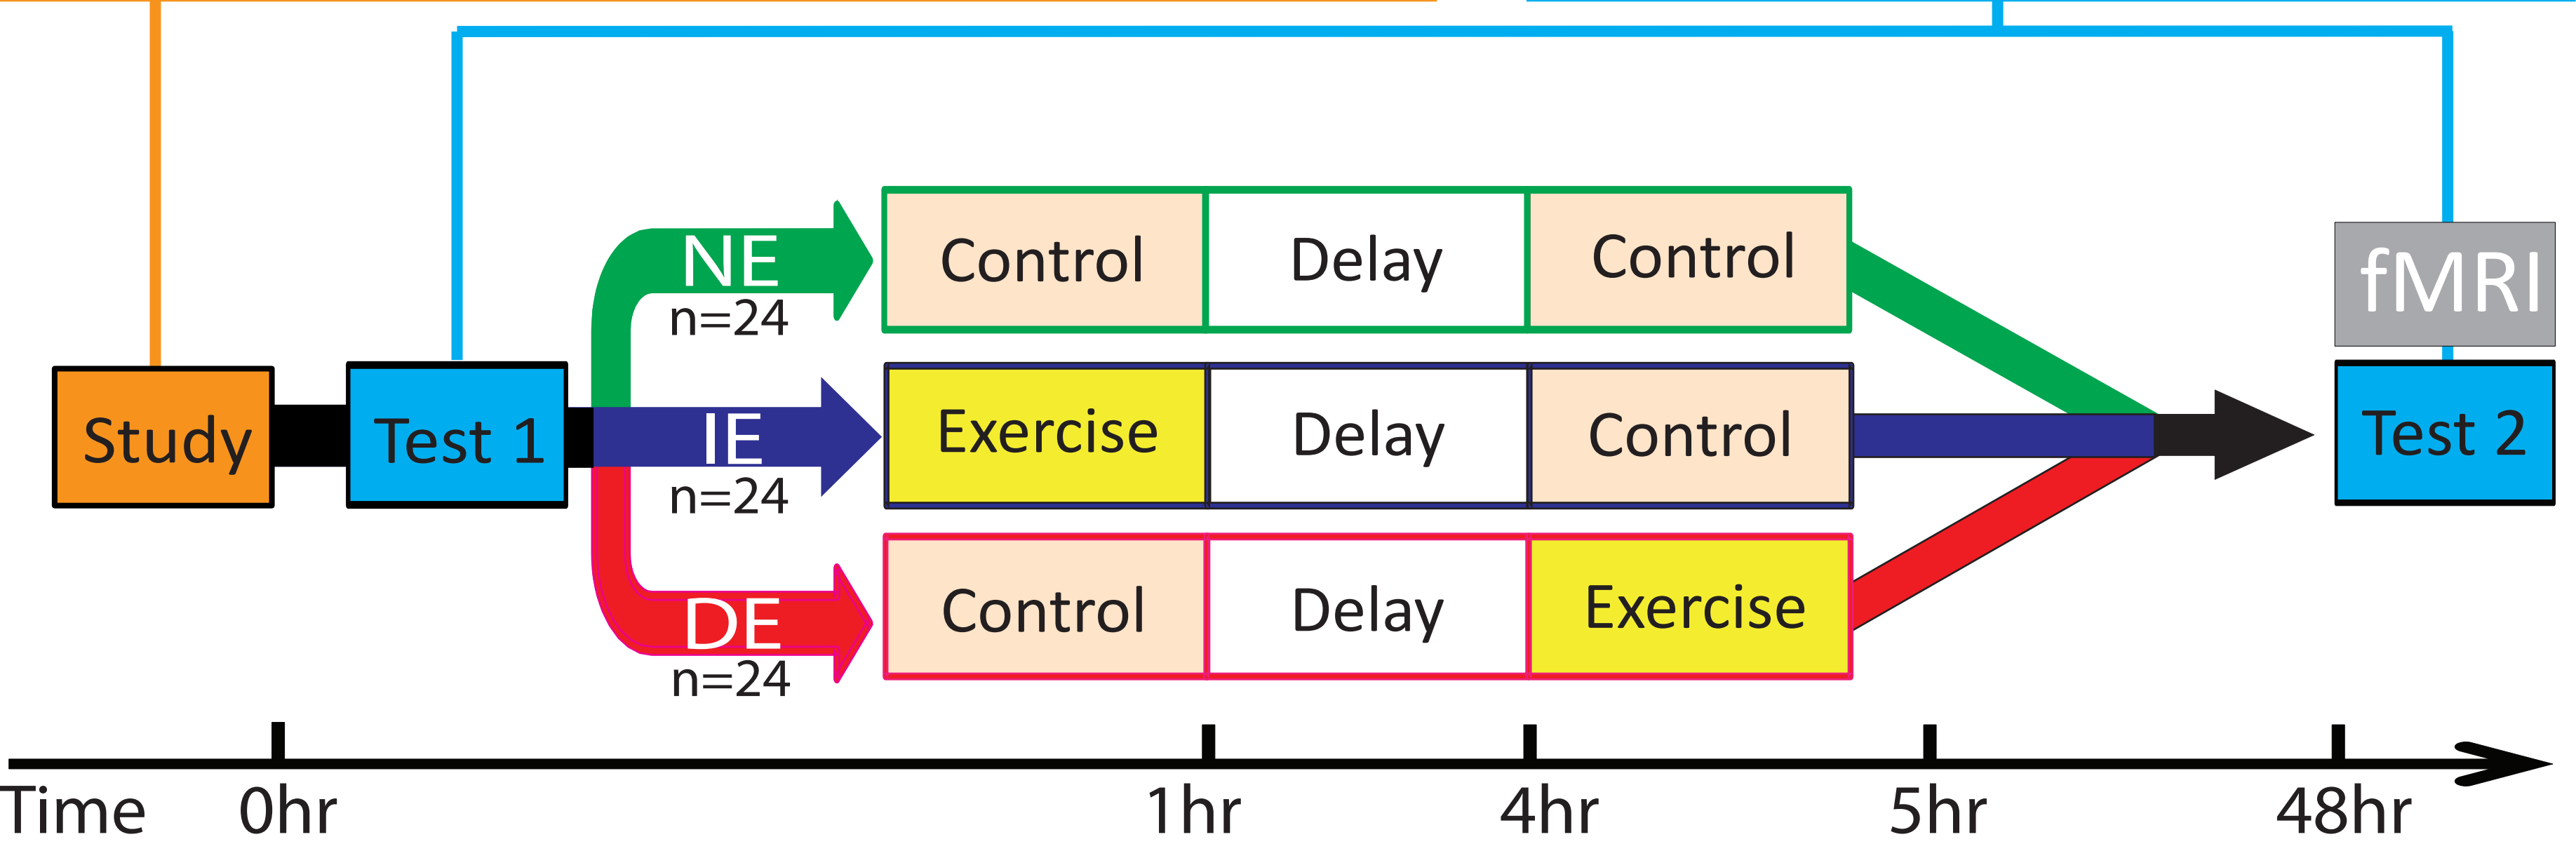 NE
n=24
Control Delay Control
fMRI
Study
Test 1
IE
n=24
Exercise Delay Control
Test 2
DE
n=24
Control Delay Exercise
Time 0hr 1hr 4hr 5hr 48hr